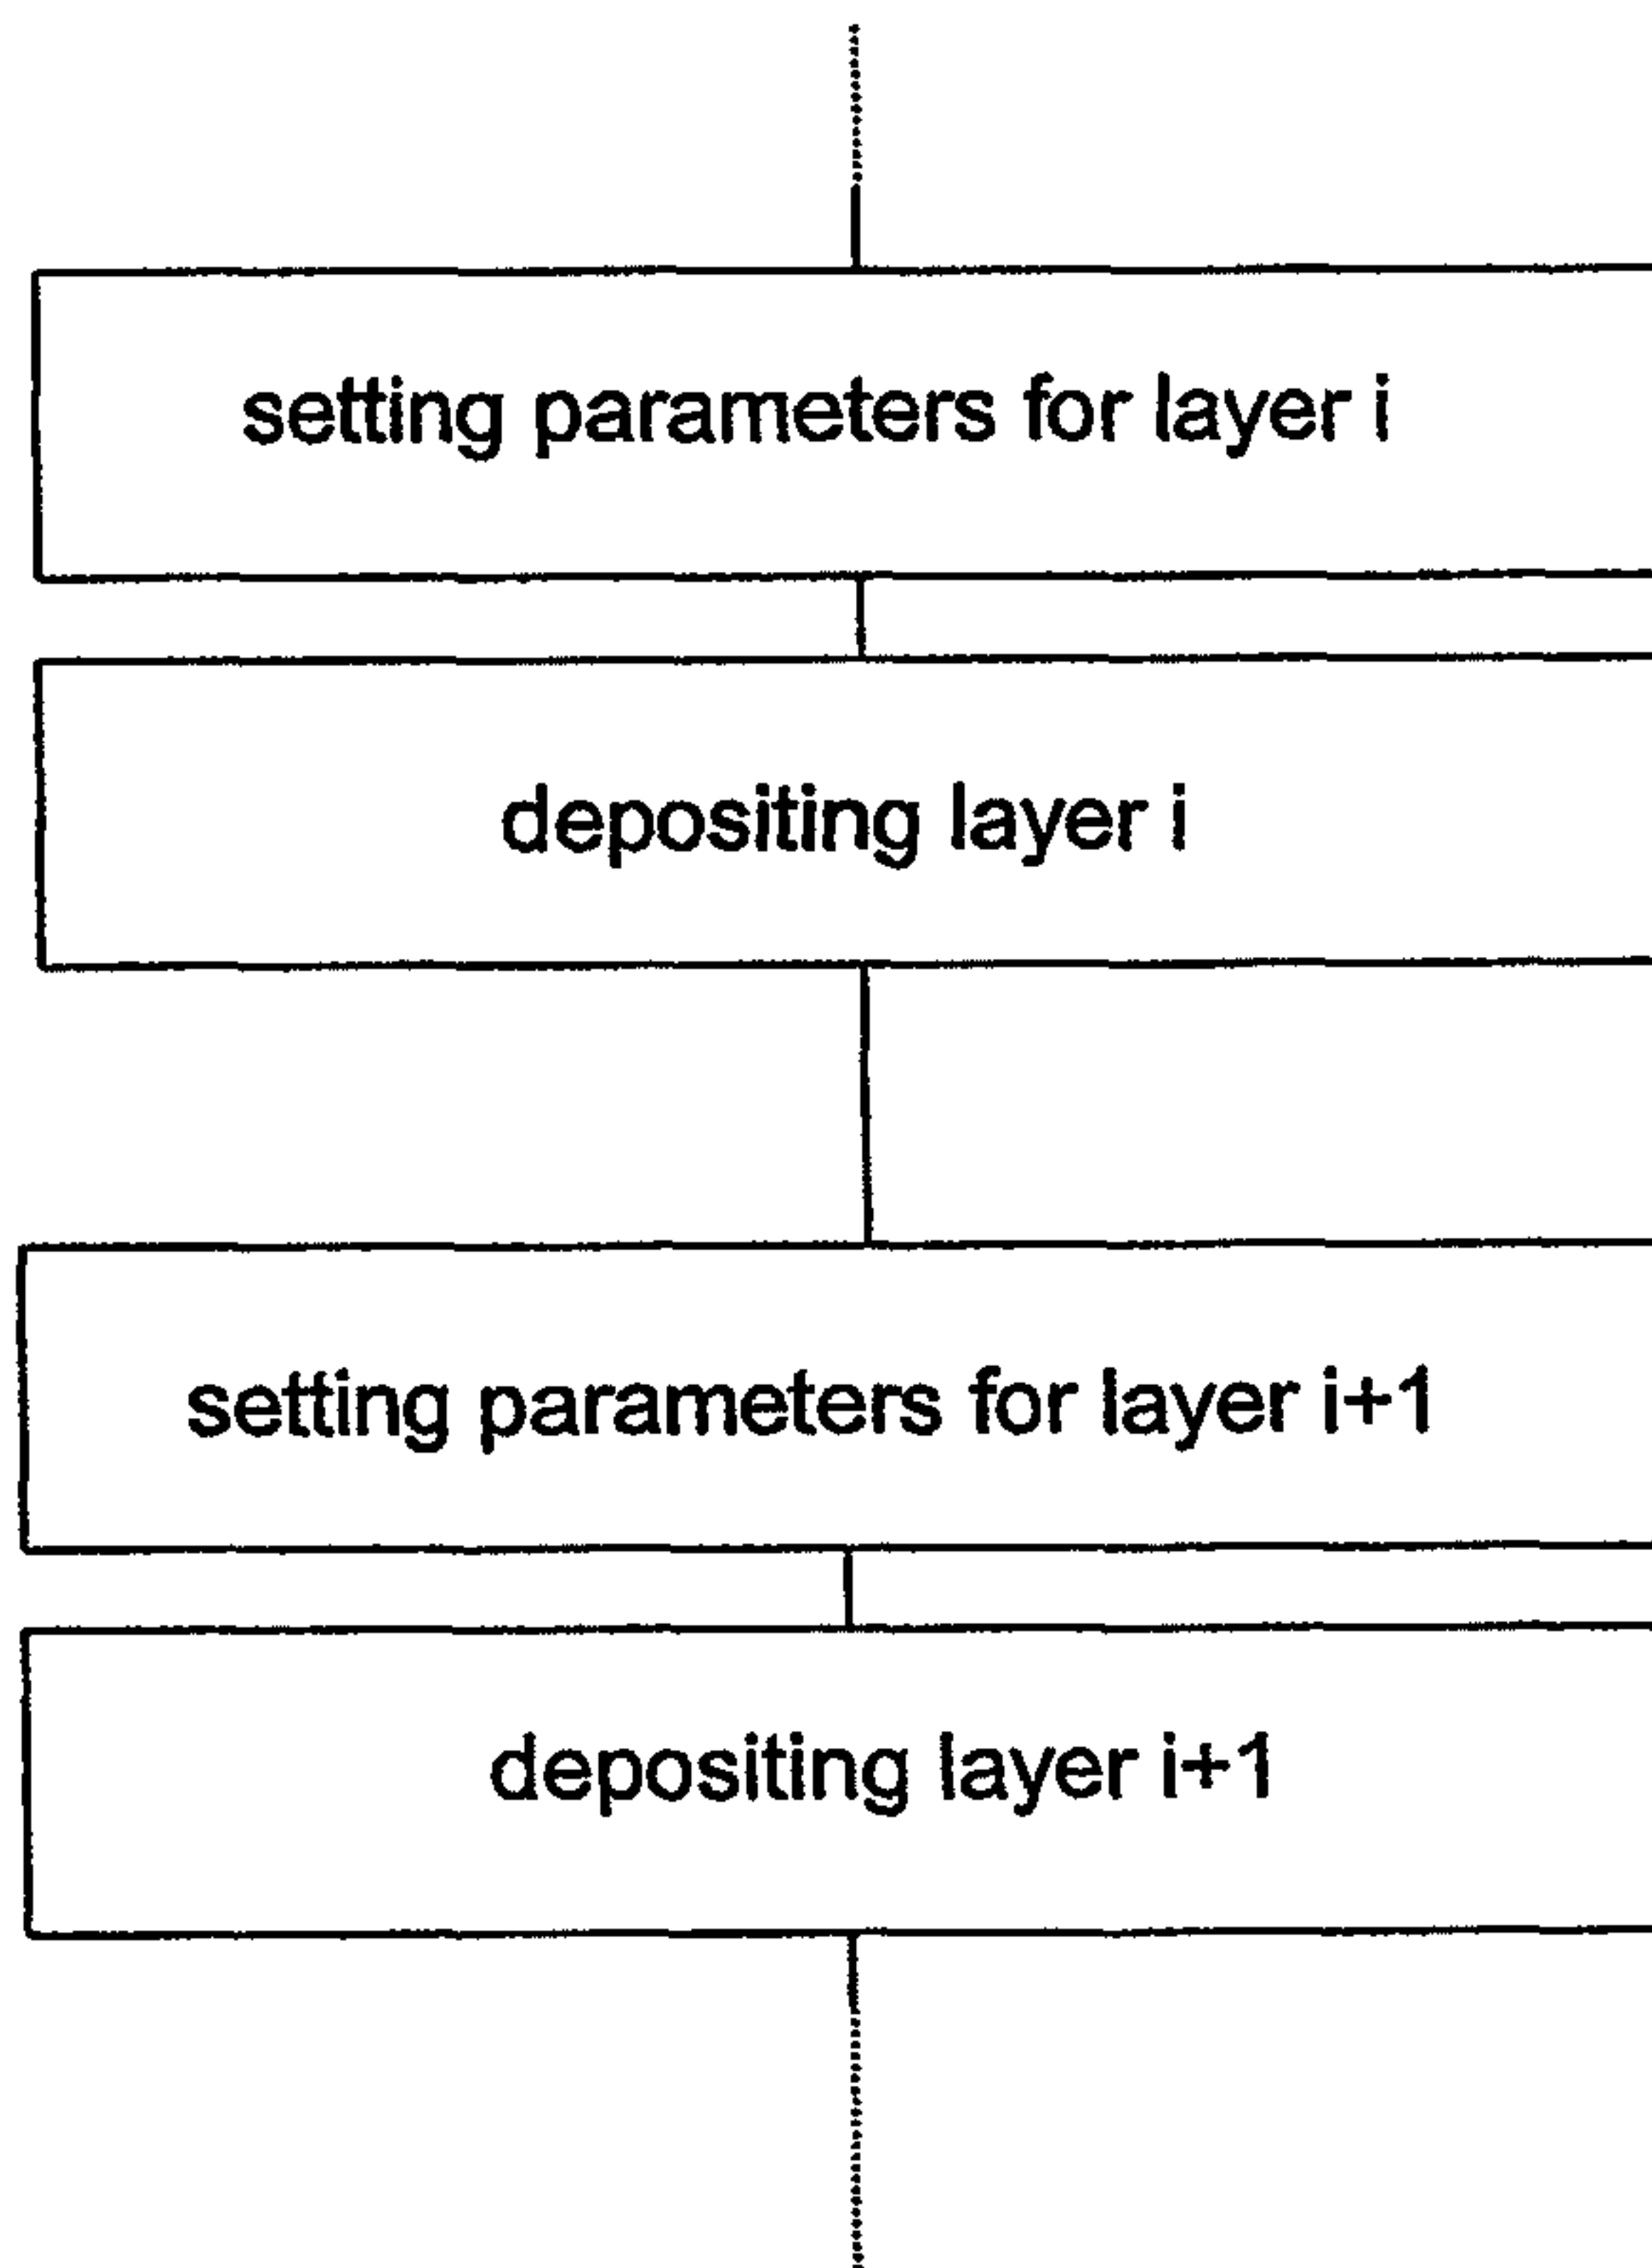 setting parameters for layer i
depositing layer i
setting parameters for layer i+1
depositing layer i+1